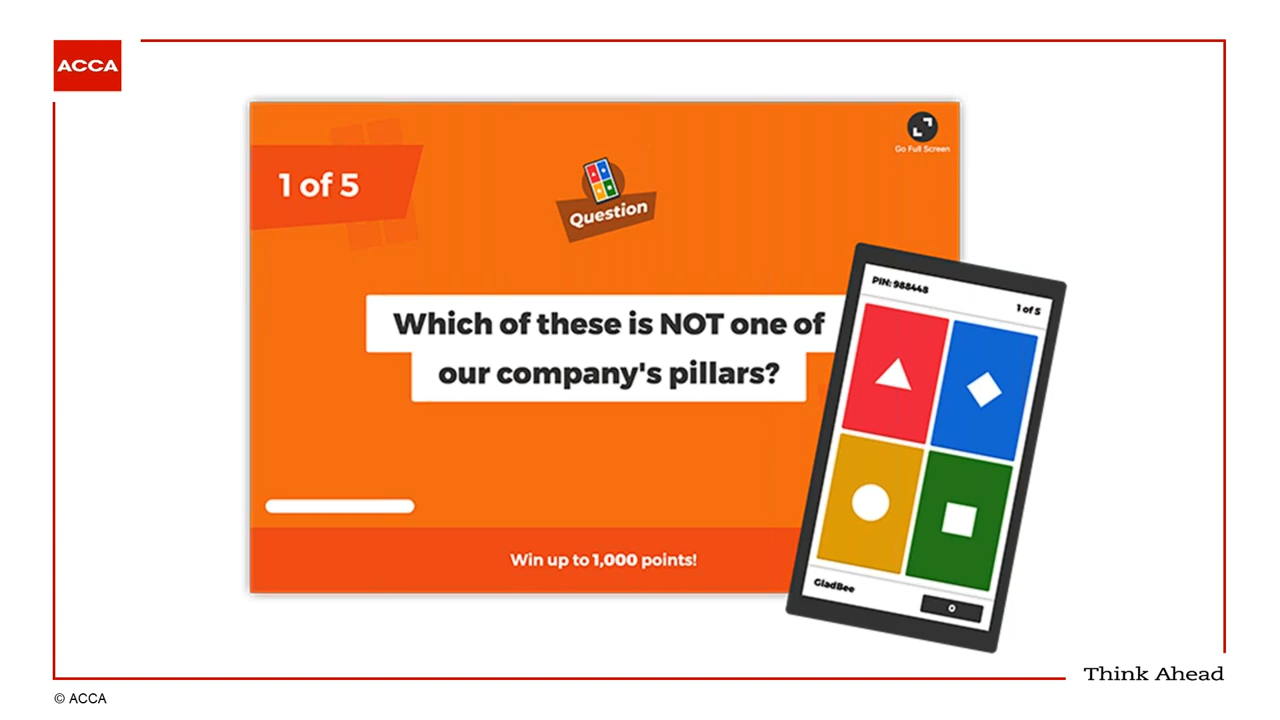 ACCA
Go Full Screen
1 of 5
Question
Which of these is NOT one of
our company's pillars?
Win up to 1,000 points!
PIN: 988448
1 of 5
GladBee
0
Think Ahead
© ACCA